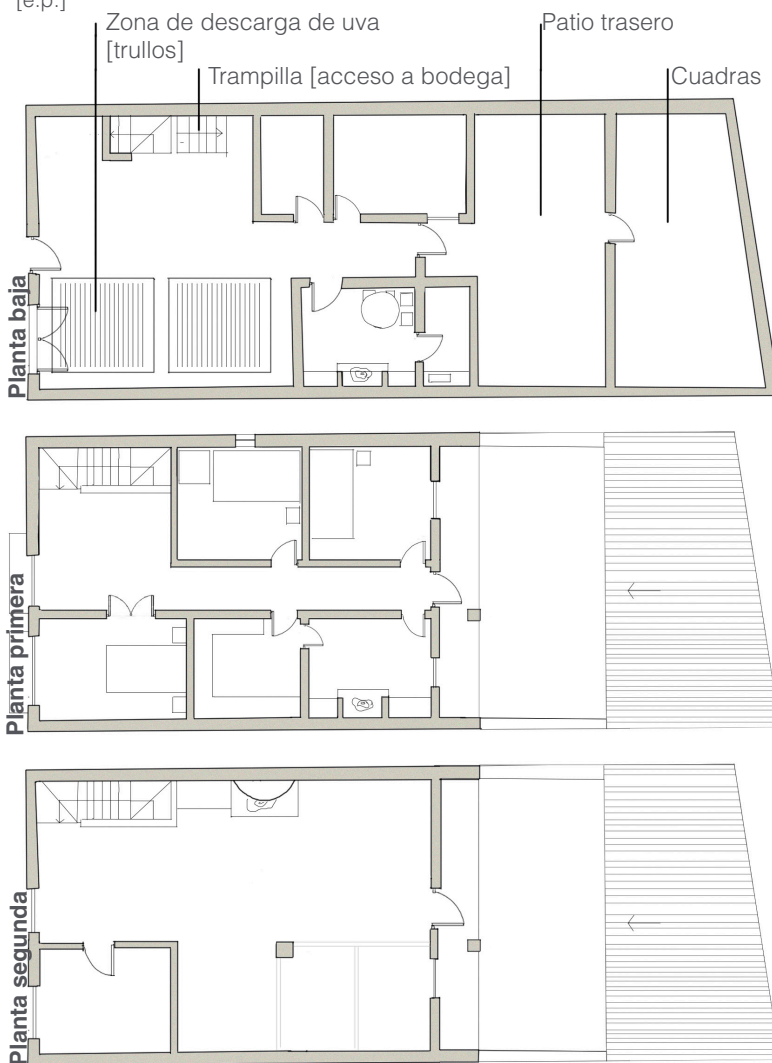 [e.p.]
Zona de descarga de uva
[trullos]
Patio trasero
Trampilla [acceso a bodega]
Cuadras
Planta baja
Planta primera
Planta segunda